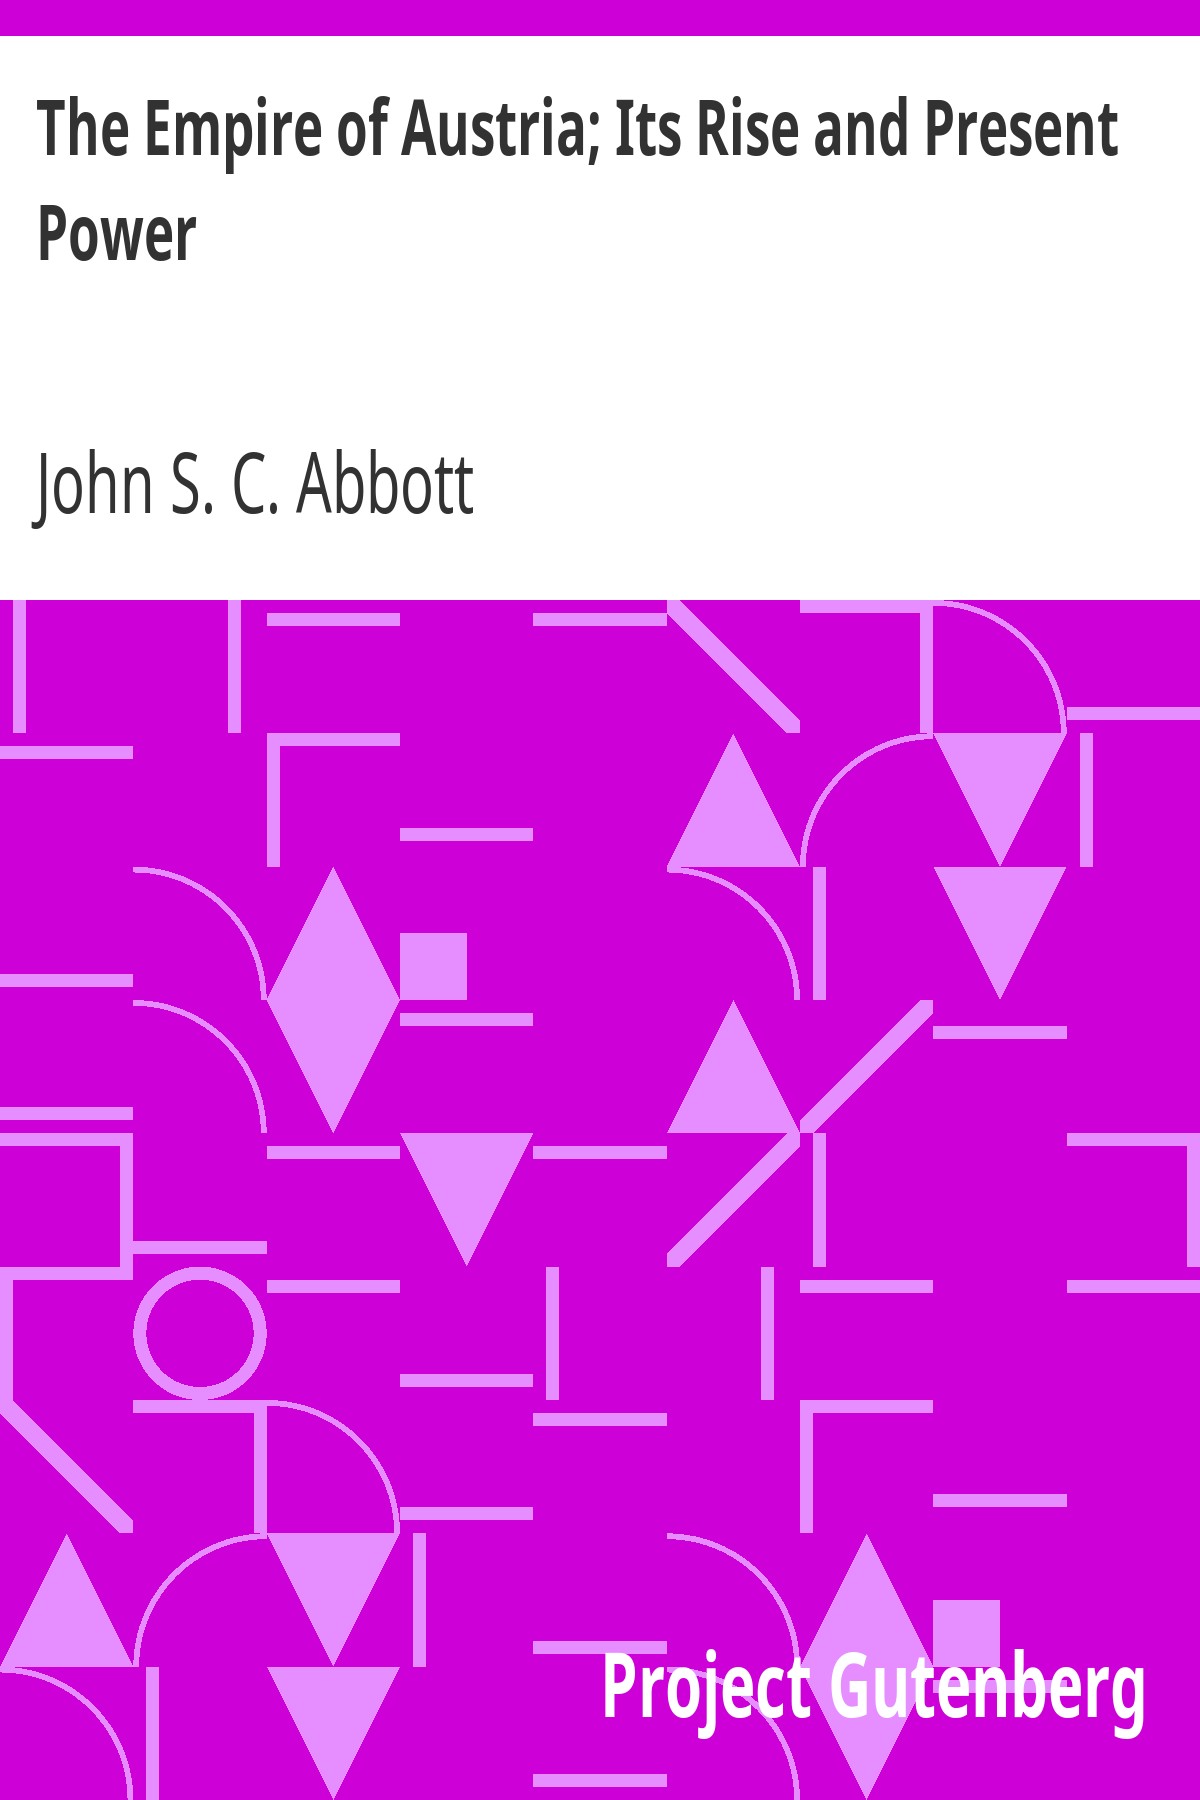 The Empire of Austria; Its Rise and Present
Power
John S. C. Abbott
Project Gutenberg